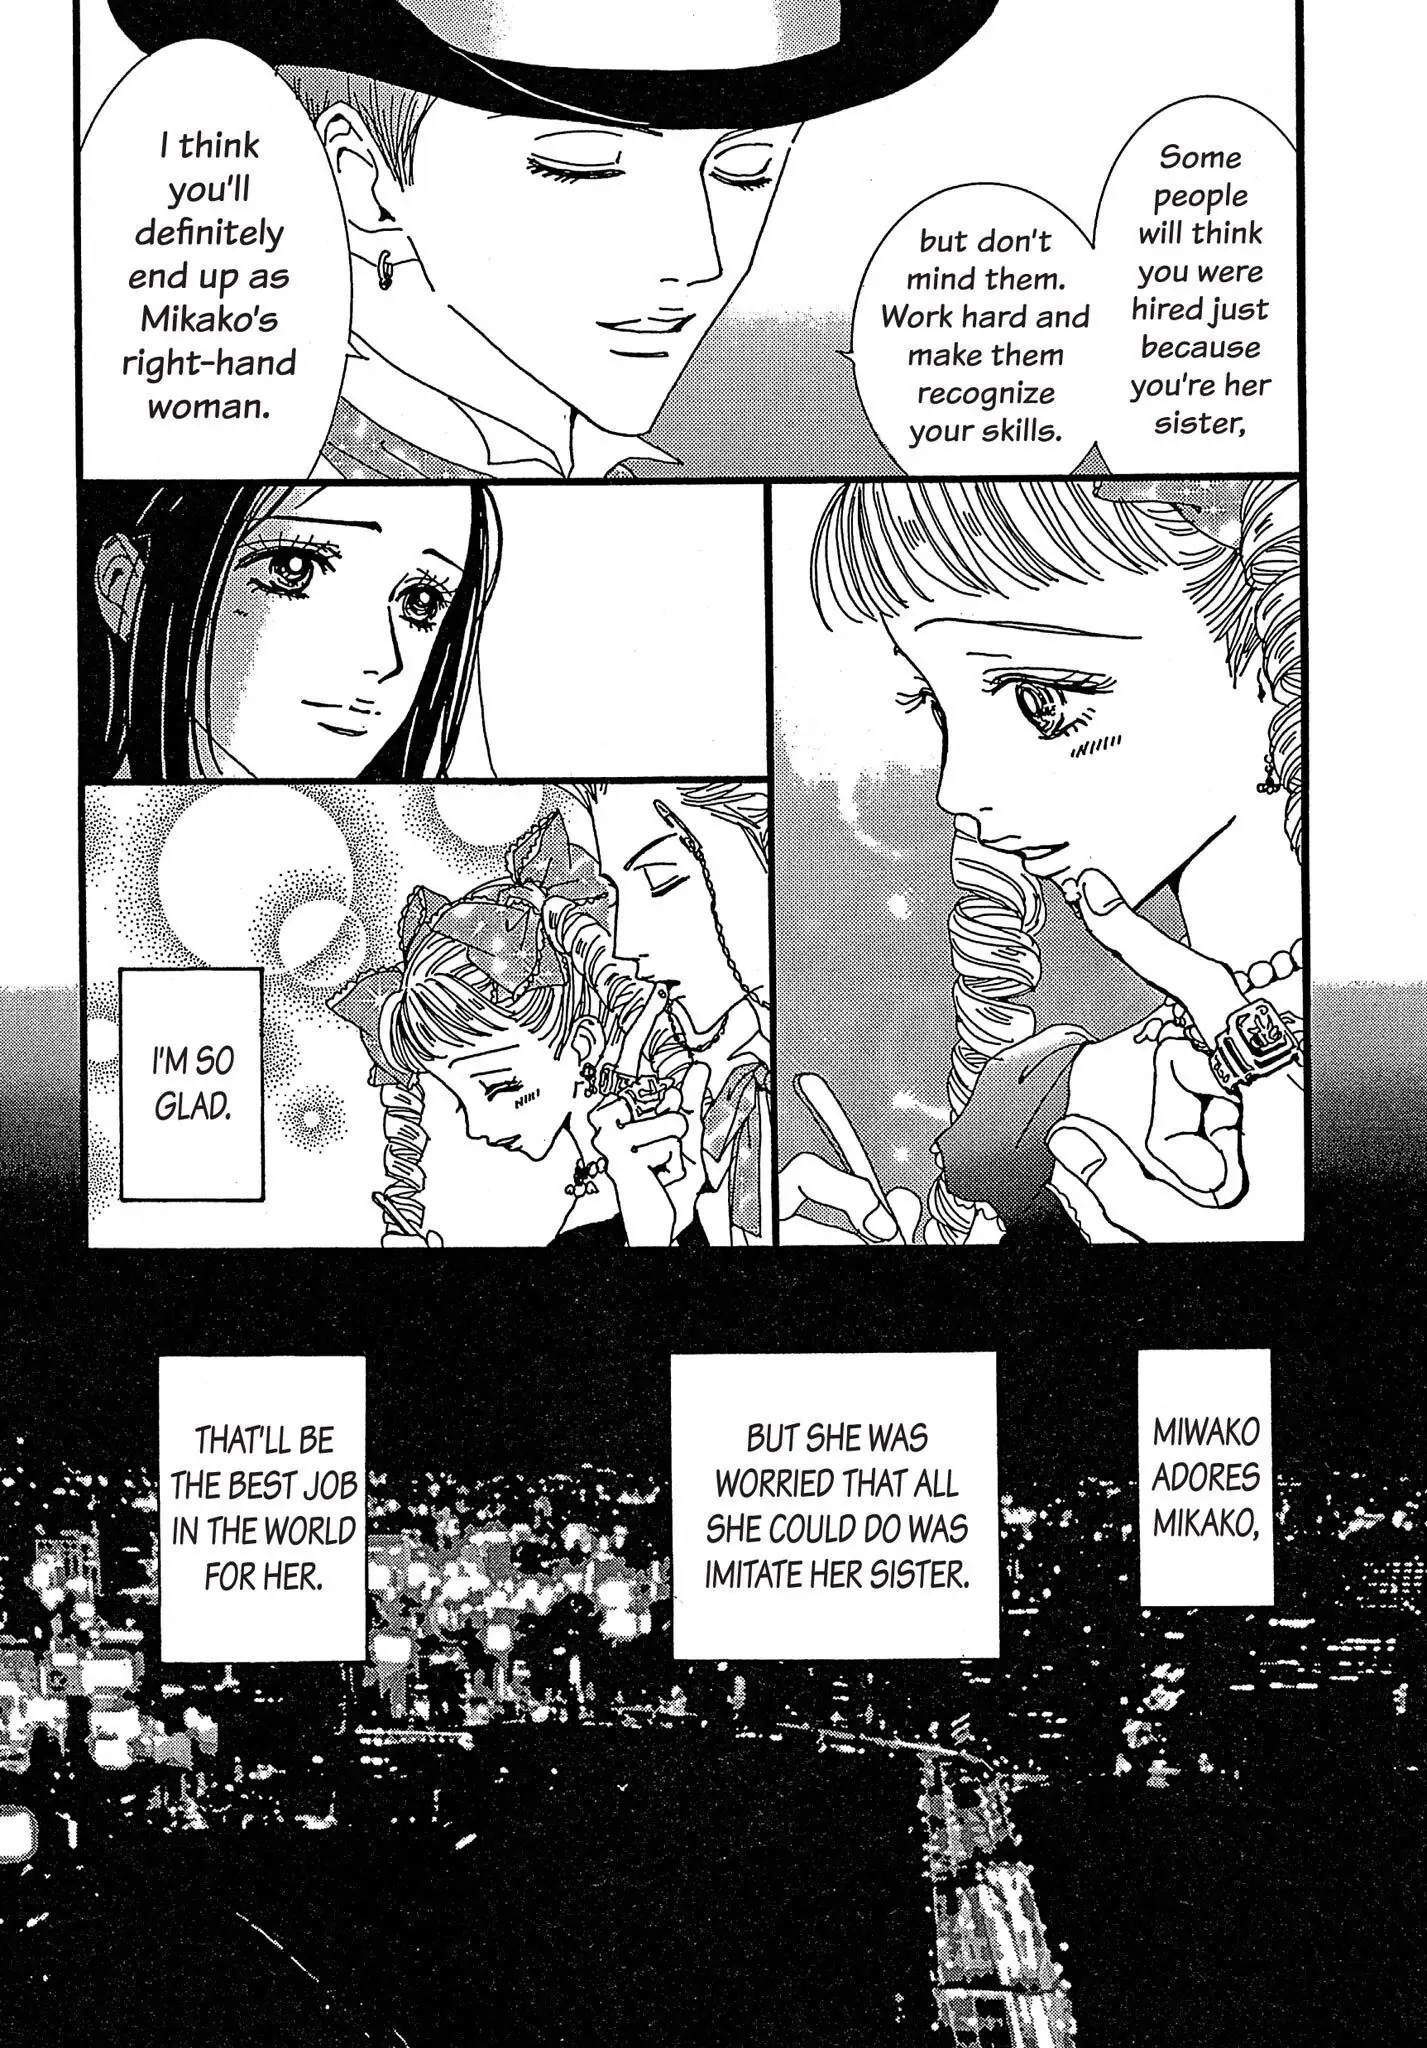 Some
people
will think
you were
hired just
because
you're her
sister,
but don't
mind them.
Work hard and
make them
recognize
your skills.
I think
you'll
definitely
end up as
Mikako's
right-hand
woman.
I'M SO
GLAD.
MIWAKO
ADORES
MIKAKO,
BUT SHE WAS
WORRIED THAT ALL
SHE COULD DO WAS
IMITATE HER SISTER.
THAT'LL BE
THE BEST JOB
IN THE WORLD
FOR HER.